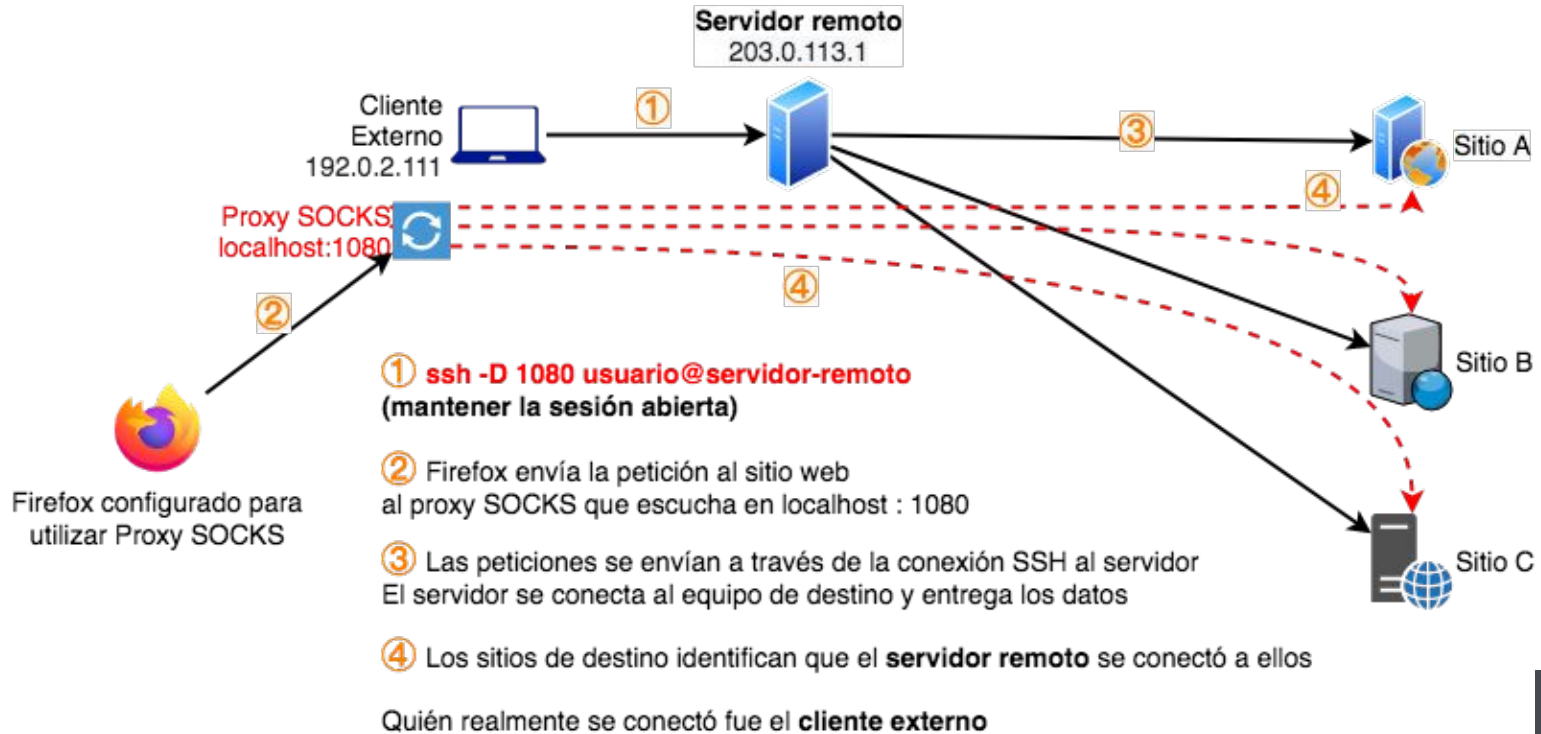 Servidor remoto
203.0.113.1
Cliente
Externo
192.0.2.111
①
③
Sitio A
④
Proxy SOCKS
localhost:1080
④
②
Sitio B
① ssh -D 1080 usuario@servidor-remoto
(mantener la sesión abierta)
② Firefox envía la petición al sitio web
al proxy SOCKS que escucha en localhost : 1080
Firefox configurado para
utilizar Proxy SOCKS
③ Las peticiones se envían a través de la conexión SSH al servidor
El servidor se conecta al equipo de destino y entrega los datos
Sitio C
④ Los sitios de destino identifican que el servidor remoto se conectó a ellos
Quién realmente se conectó fue el cliente externo